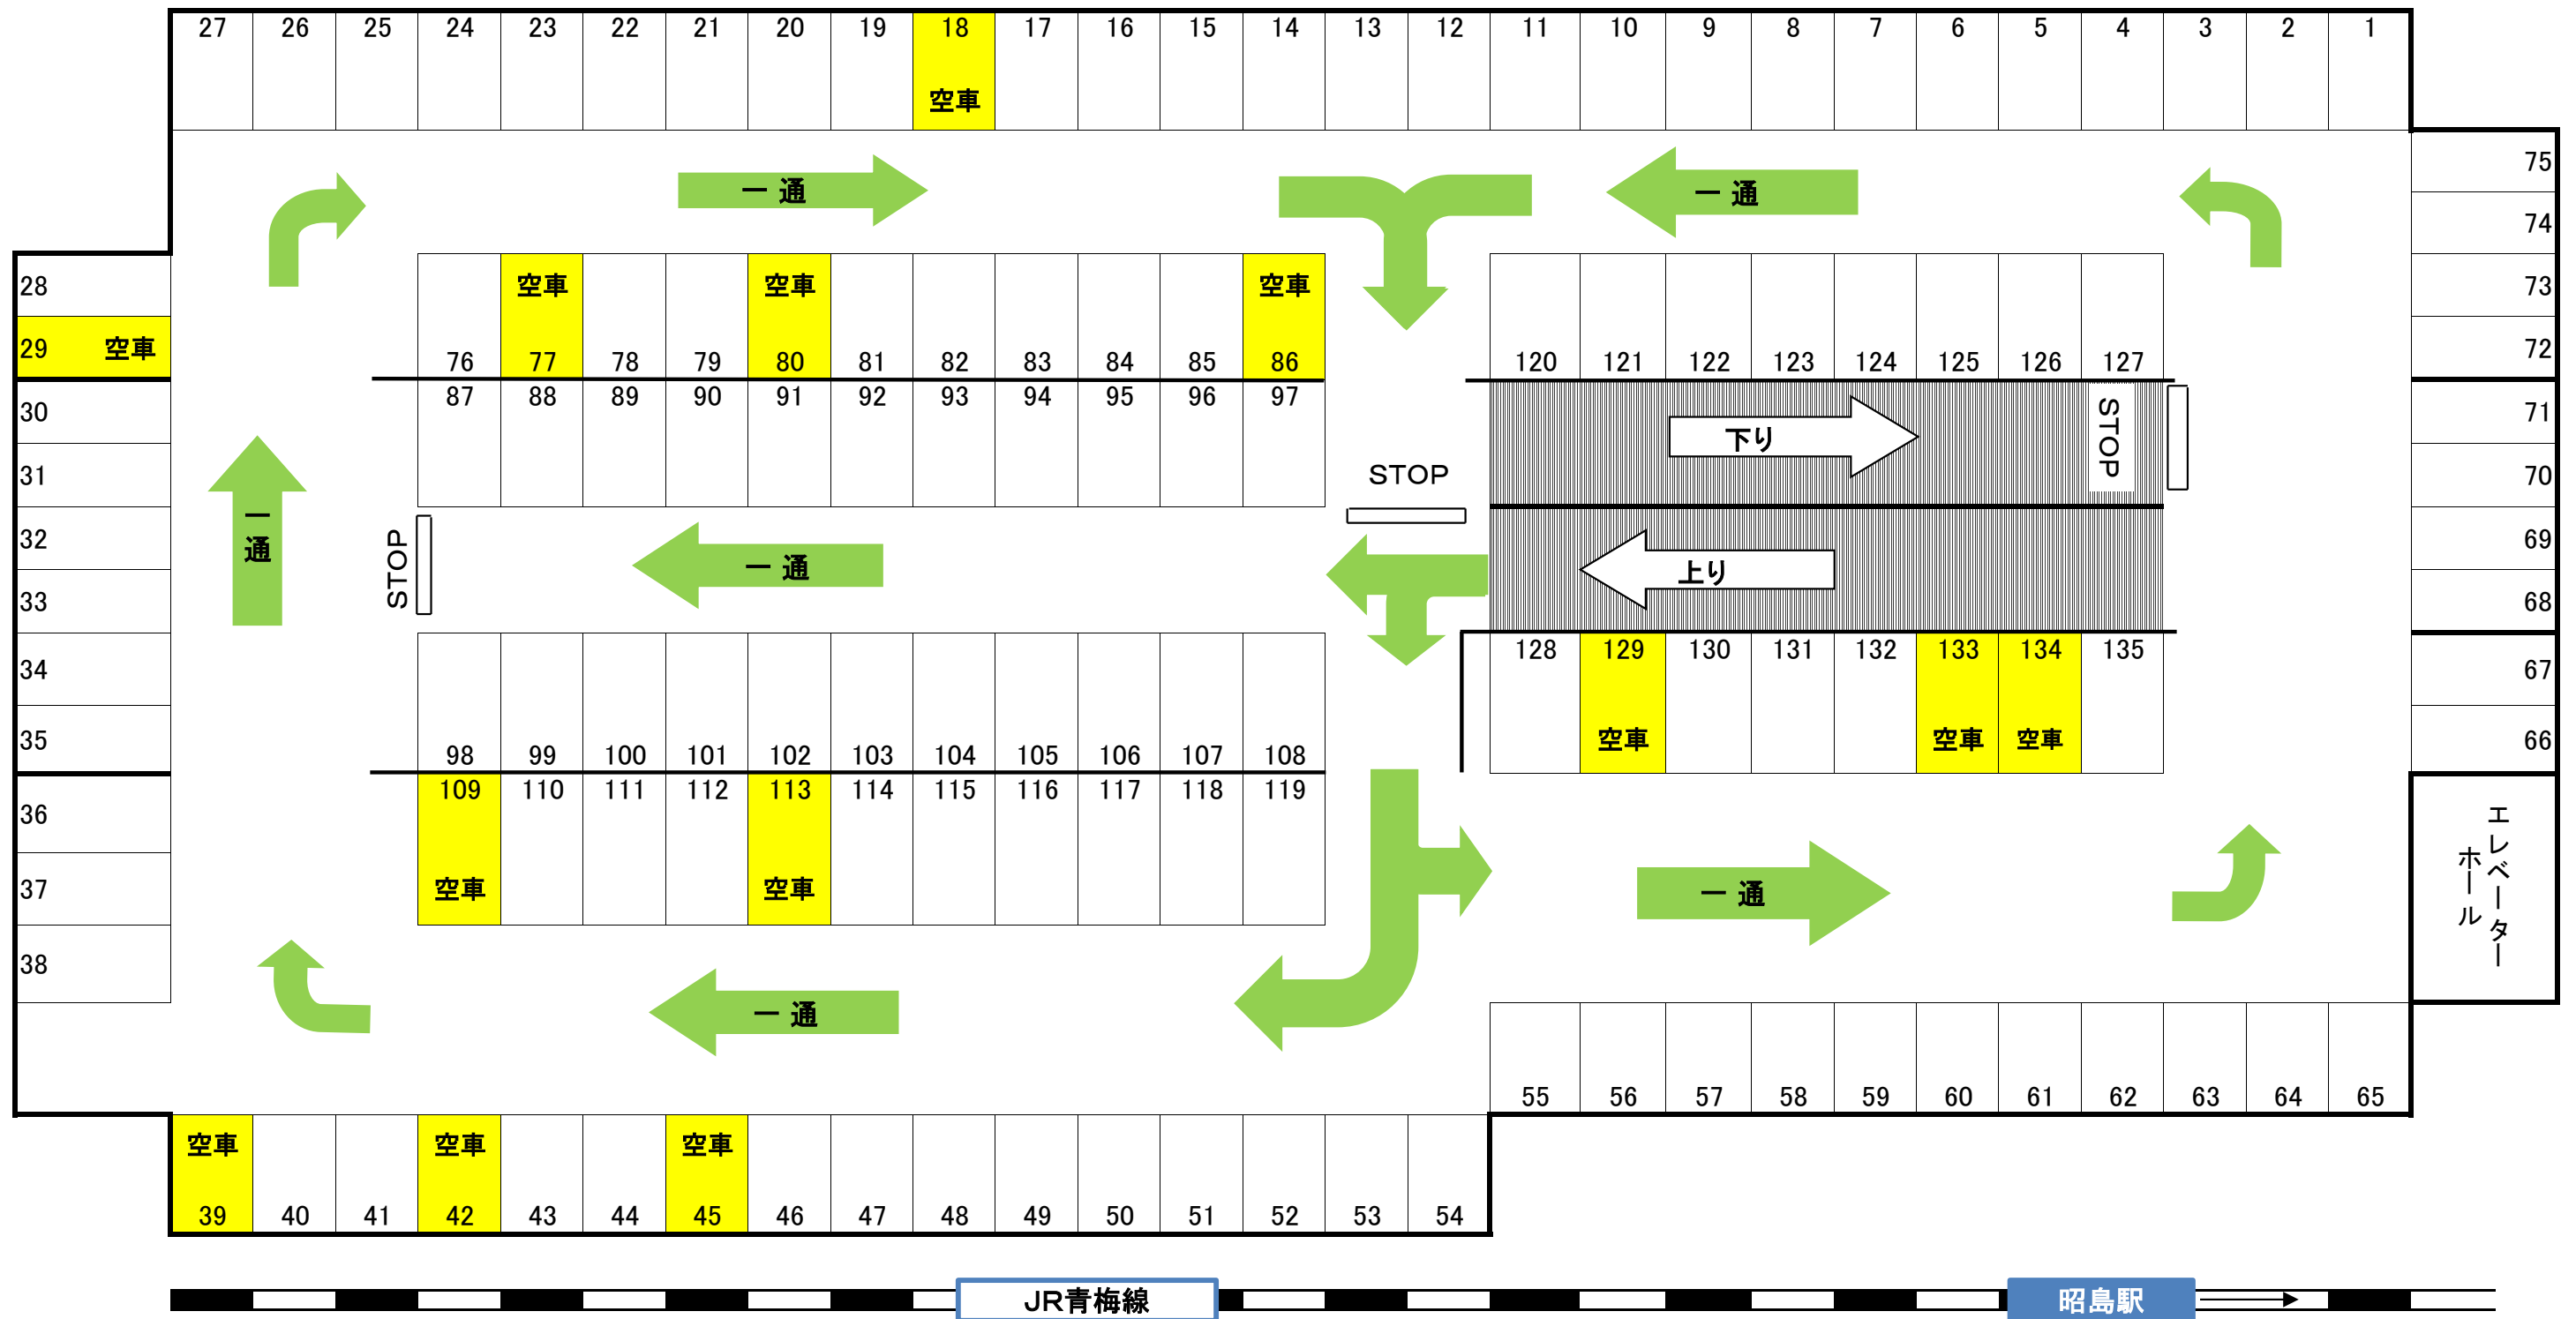 27 26 25 24 23 22 21 20 19 18 17 16 15 14 13 12 11 10 9 8 7 6 5 4 3 2 1
空車
75
一 通 一 通
74
28 空車 空車 空車 73
29 空車 72
76 77 78 79 80 81 82 83 84 85 86 120 121 122 123 124 125 126 127
87 88 89 90 91 92 93 94 95 96 97
30 71
下り STOP
31 STOP 70
一通
32 69
STOP 一 通 上り
33 68
98 99 100 101 102 103 104 105 106 107 108
128 129 130 131 132 133 134 135
34 67
35 空車 空車 空車 66
109 110 111 112 113 114 115 116 117 118 119
36
37 空車 空車 一 通
エレベーター
ホール
38
一 通
55 56 57 58 59 60 61 62 63 64 65
空車 空車 空車
39 40 41 42 43 44 45 46 47 48 49 50 51 52 53 54
JR青梅線 昭島駅